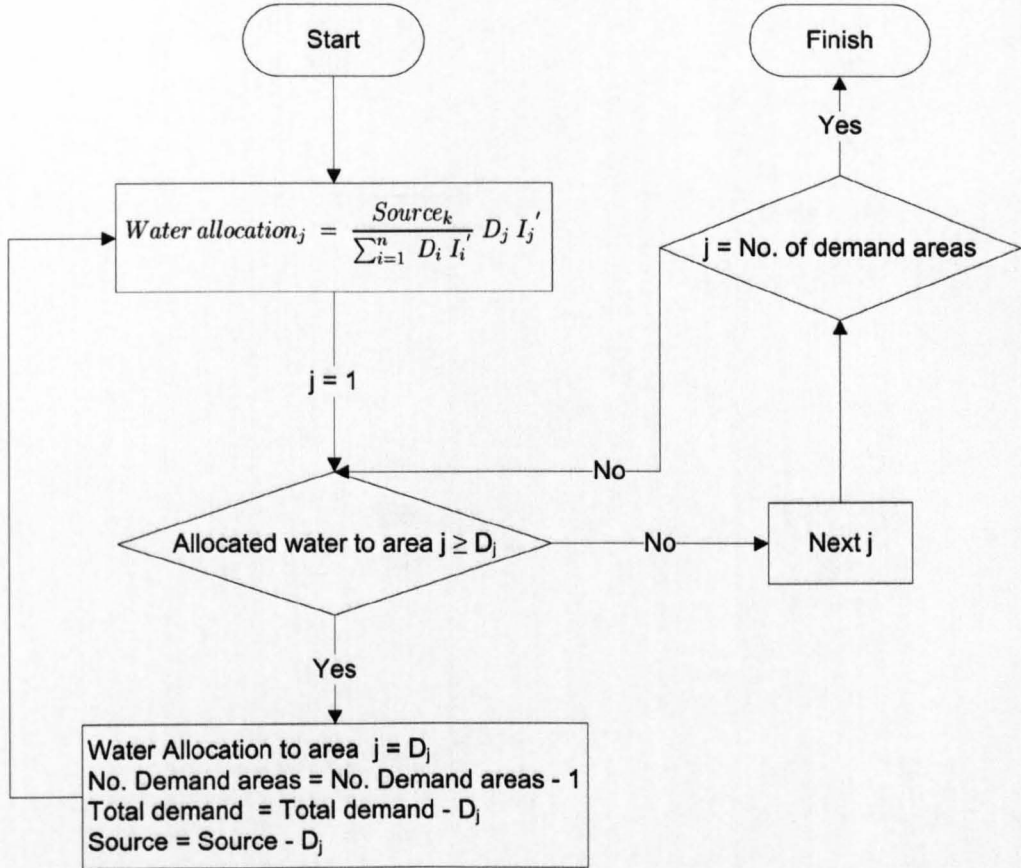 Start
Finish
Yes
Water allocation_j = \frac{Source_k}{\sum_{i=1}^{n} D_i I_i'} D_j I_j'
j = No. of demand areas
j = 1
No
Allocated water to area j ≥ D_j
No
Next j
Yes
Water Allocation to area j = D_j
No. Demand areas = No. Demand areas - 1
Total demand = Total demand - D_j
Source = Source - D_j